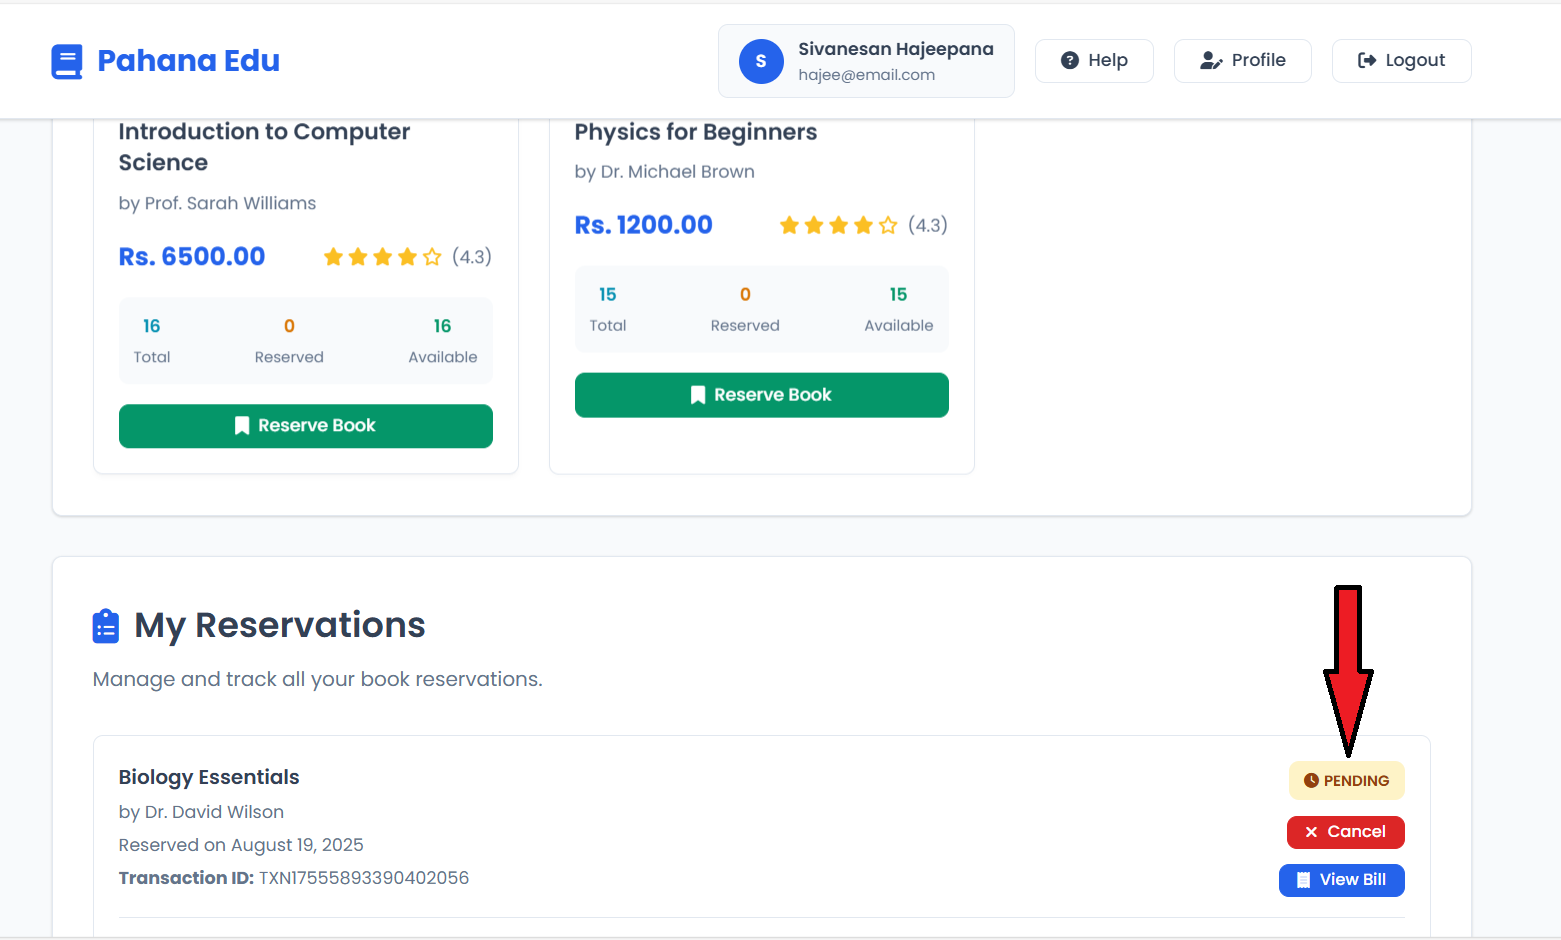 Pahana Edu
S
Sivanesan Hajeepana
hajee@email.com
Help
Profile
Logout
Introduction to Computer
Science
by Prof. Sarah Williams
Rs. 6500.00
(4.3)
16
0
16
Total
Reserved
Available
Reserve Book
Physics for Beginners
by Dr. Michael Brown
Rs. 1200.00
(4.3)
15
0
15
Total
Reserved
Available
Reserve Book
My Reservations
Manage and track all your book reservations.
Biology Essentials
by Dr. David Wilson
Reserved on August 19, 2025
Transaction ID: TXN17555893390402056
PENDING
Cancel
View Bill